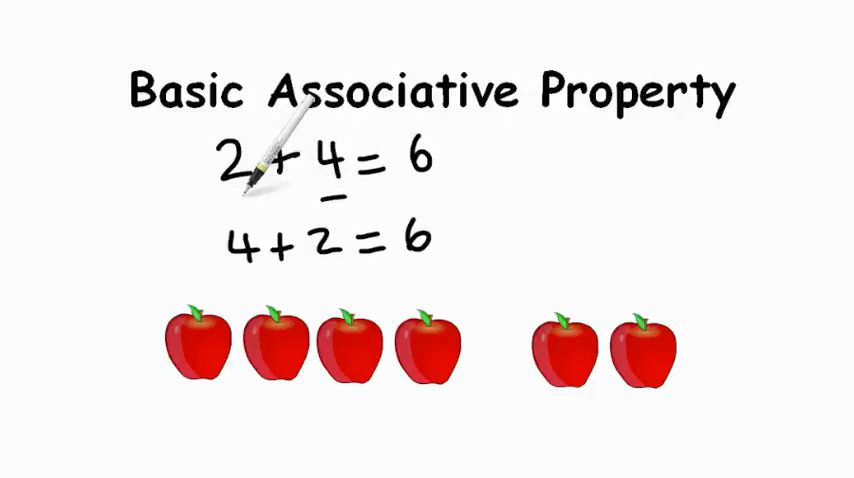 Basic Associative Property
2 + 4 = 6
4 + 2 = 6